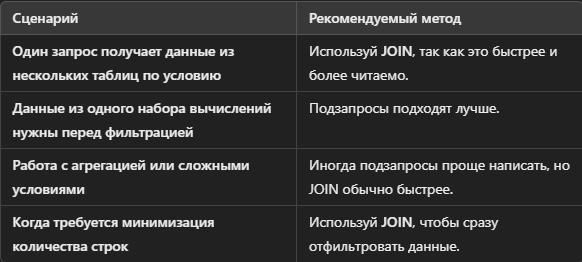 Сценарий
Рекомендуемый метод
Один запрос получает данные из
нескольких таблиц по условию
Используй JOIN, так как это быстрее и
более читаемо.
Данные из одного набора вычислений
нужны перед фильтрацией
Подзапросы подходят лучше.
Работа с агрегацией или сложными
условиями
Иногда подзапросы проще написать, но
JOIN обычно быстрее.
Когда требуется минимизация
количества строк
Используй JOIN, чтобы сразу
отфильтровать данные.